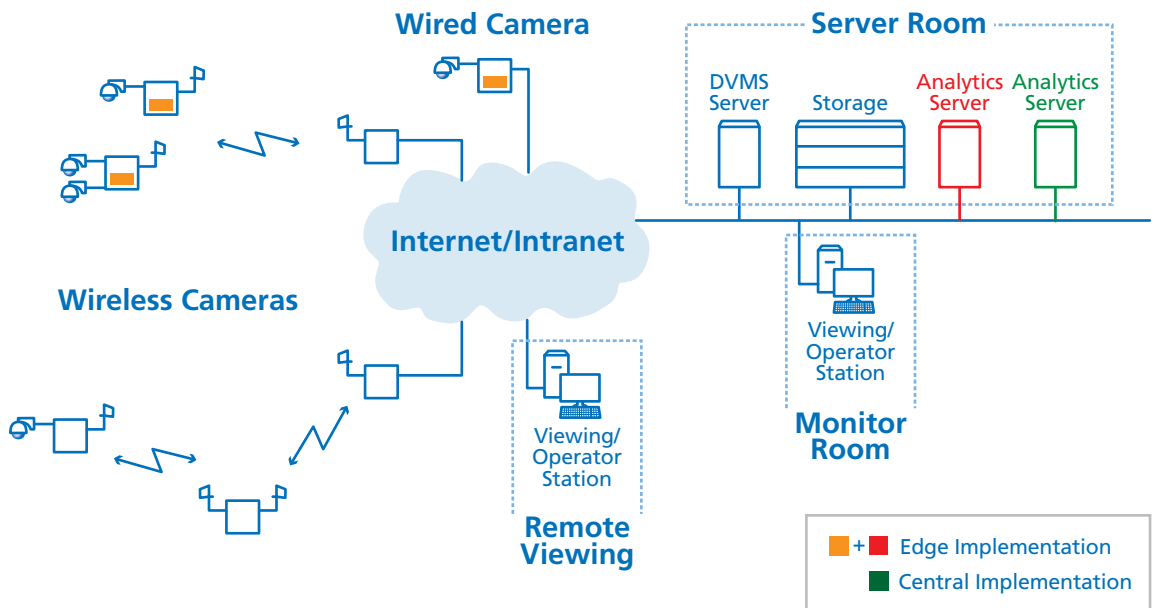 Wired Camera
Server Room
DVMS
Server
Storage
Analytics
Server
Analytics
Server
Internet/Intranet
Wireless Cameras
Viewing/
Operator
Station
Monitor
Room
Viewing/
Operator
Station
Remote
Viewing
+ Edge Implementation
Central Implementation